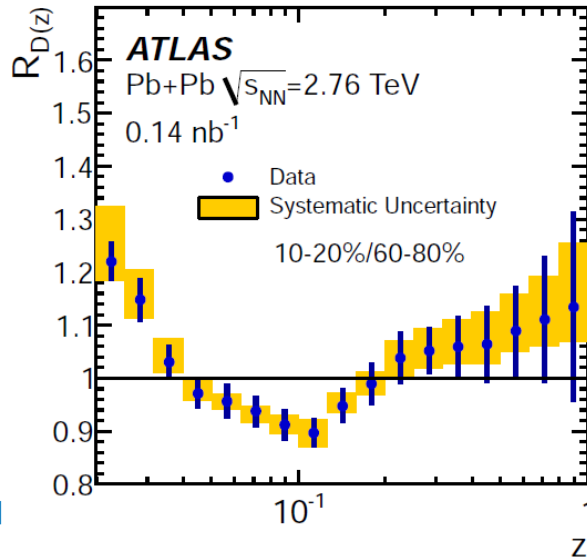 R_D(z)
ATLAS
Pb+Pb √s_NN=2.76 TeV
0.14 nb^-1
Data
Systematic Uncertainty
10-20%/60-80%
1.6
1.5
1.4
1.3
1.2
1.1
1
0.9
0.8
10^-1
1
z